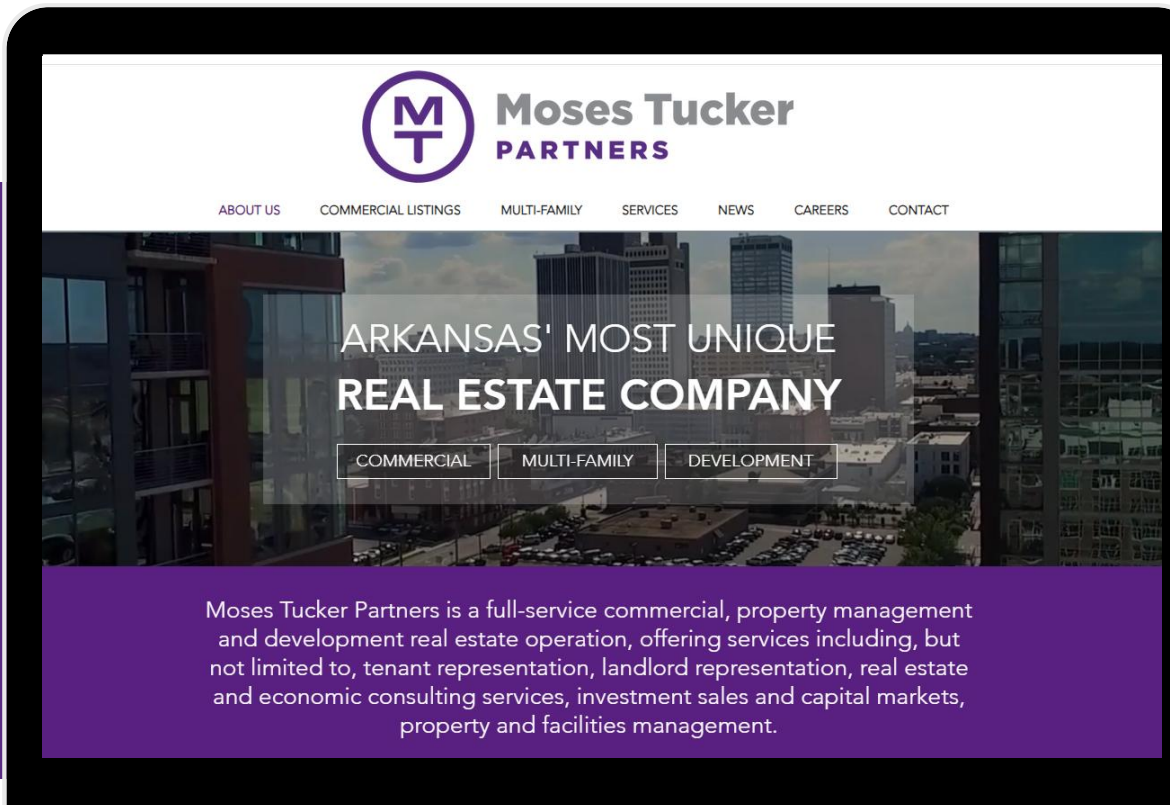 MT
Moses Tucker
PARTNERS
ABOUT US COMMERCIAL LISTINGS MULTI-FAMILY SERVICES NEWS CAREERS CONTACT
ARKANSAS' MOST UNIQUE
REAL ESTATE COMPANY
COMMERCIAL MULTI-FAMILY DEVELOPMENT
Moses Tucker Partners is a full-service commercial, property management
and development real estate operation, offering services including, but
not limited to, tenant representation, landlord representation, real estate
and economic consulting services, investment sales and capital markets,
property and facilities management.